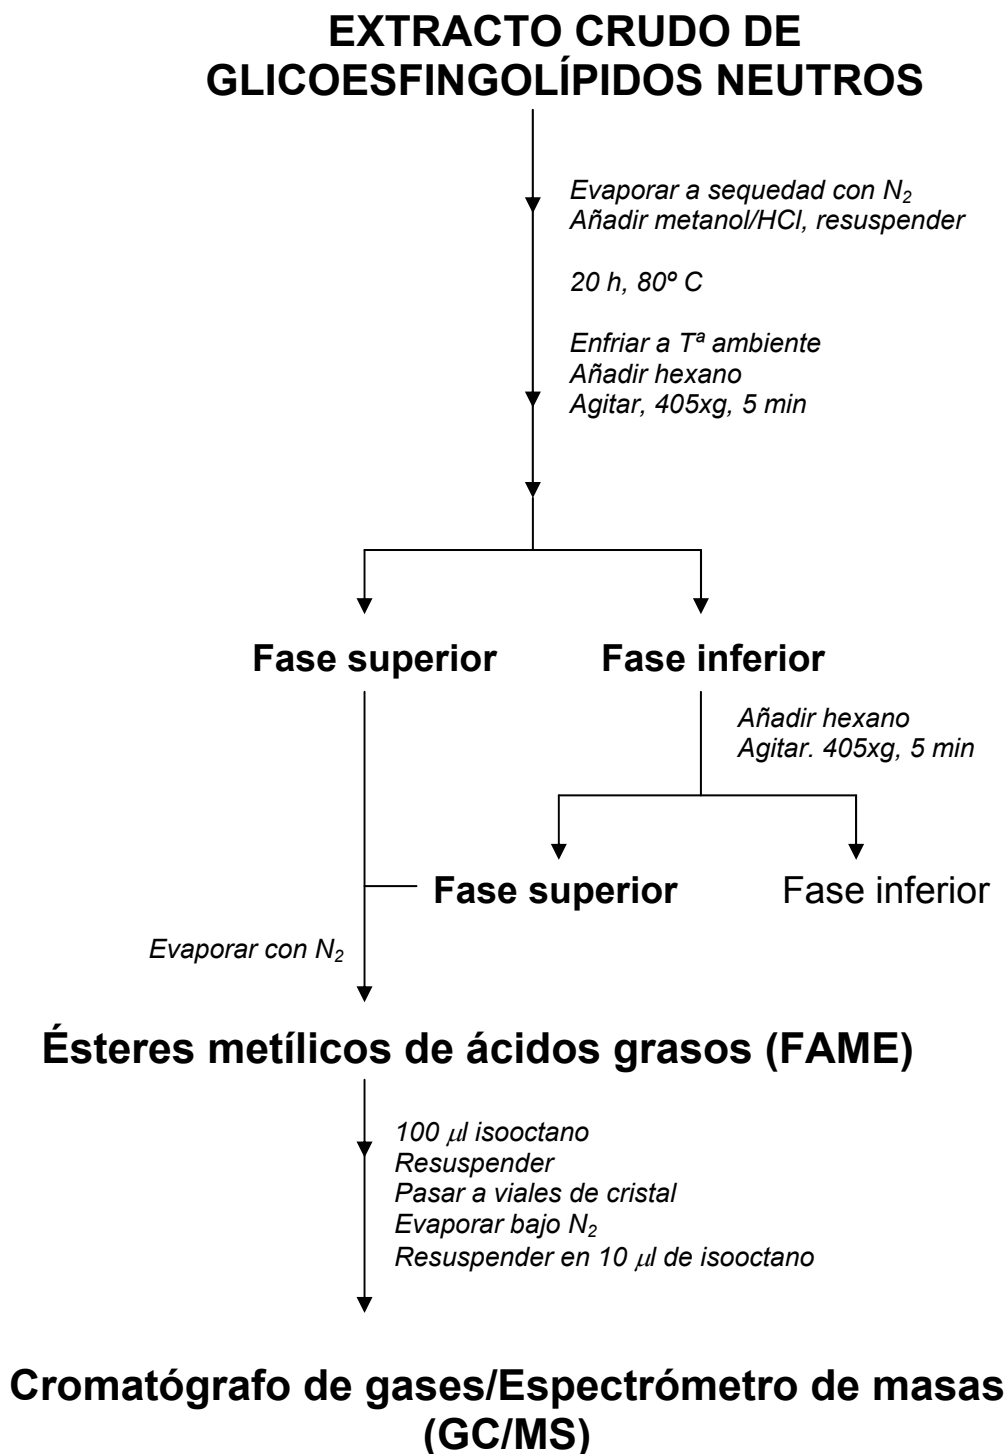 EXTRACTO CRUDO DE
GLICOESFINGOLÍPIDOS NEUTROS
Evaporar a sequedad con N₂
Añadir metanol/HCl, resuspender
20 h, 80º C
Enfriar a Tª ambiente
Añadir hexano
Agitar, 405xg, 5 min
Fase superior
Fase inferior
Añadir hexano
Agitar. 405xg, 5 min
Fase superior
Fase inferior
Evaporar con N₂
Ésteres metílicos de ácidos grasos (FAME)
100 µl isooctano
Resuspender
Pasar a viales de cristal
Evaporar bajo N₂
Resuspender en 10 µl de isooctano
Cromatógrafo de gases/Espectrómetro de masas
(GC/MS)